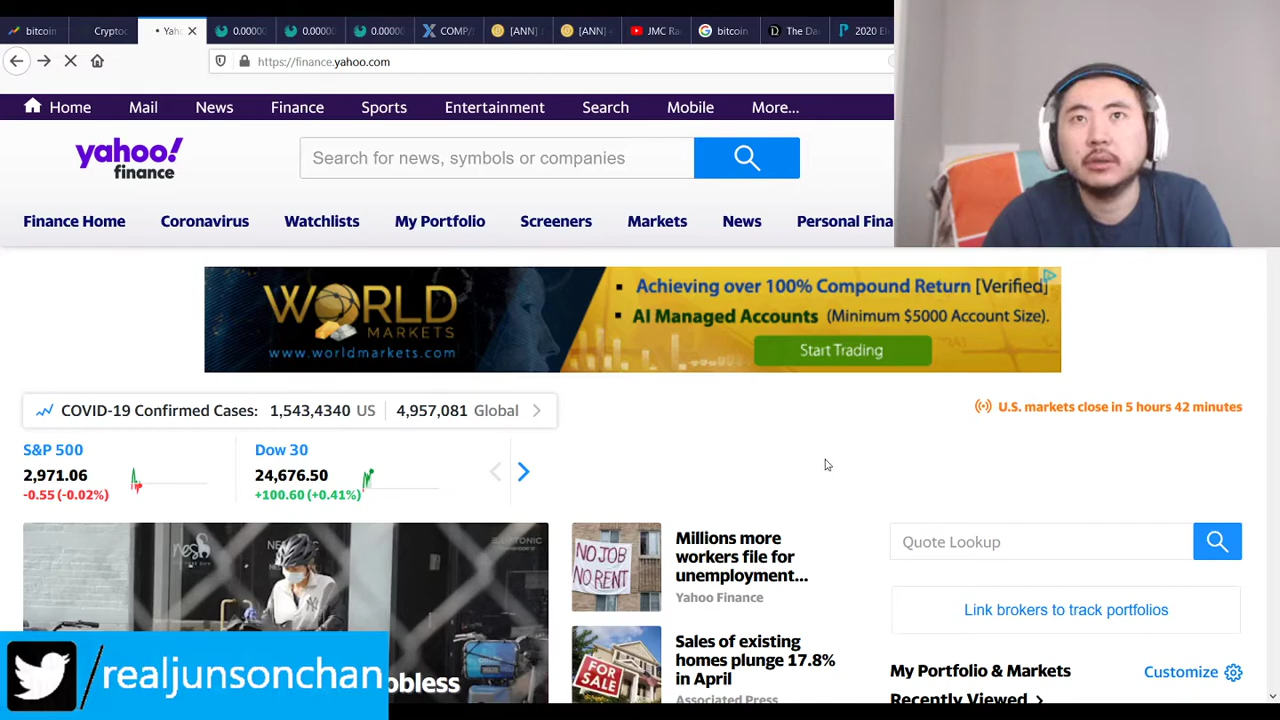 bitcoin
Cryptoc
Yaho
0.00000
0.00000
0.00000
COMP/
[ANN]
[ANN]
JMC Ra
bitcoin
The Da
2020 El
https://finance.yahoo.com
Home
Mail
News
Finance
Sports
Entertainment
Search
Mobile
More...
yahoo!
finance
Search for news, symbols or companies
Finance Home
Coronavirus
Watchlists
My Portfolio
Screeners
Markets
News
Personal Fina
WORLD
MARKETS
www.worldmarkets.com
Achieving over 100% Compound Return [Verified]
AI Managed Accounts (Minimum $5000 Account Size).
Start Trading
COVID-19 Confirmed Cases: 1,543,4340 US 4,957,081 Global
U.S. markets close in 5 hours 42 minutes
S&P 500
2,971.06
-0.55 (-0.02%)
Dow 30
24,676.50
+100.60 (+0.41%)
NO JOB
NO RENT
Millions more
workers file for
unemployment...
Yahoo Finance
FOR
SALE
Sales of existing
homes plunge 17.8%
in April
Associated Press
Quote Lookup
Link brokers to track portfolios
My Portfolio & Markets
Customize
Recently Viewed >
/realjunsonchan
obless